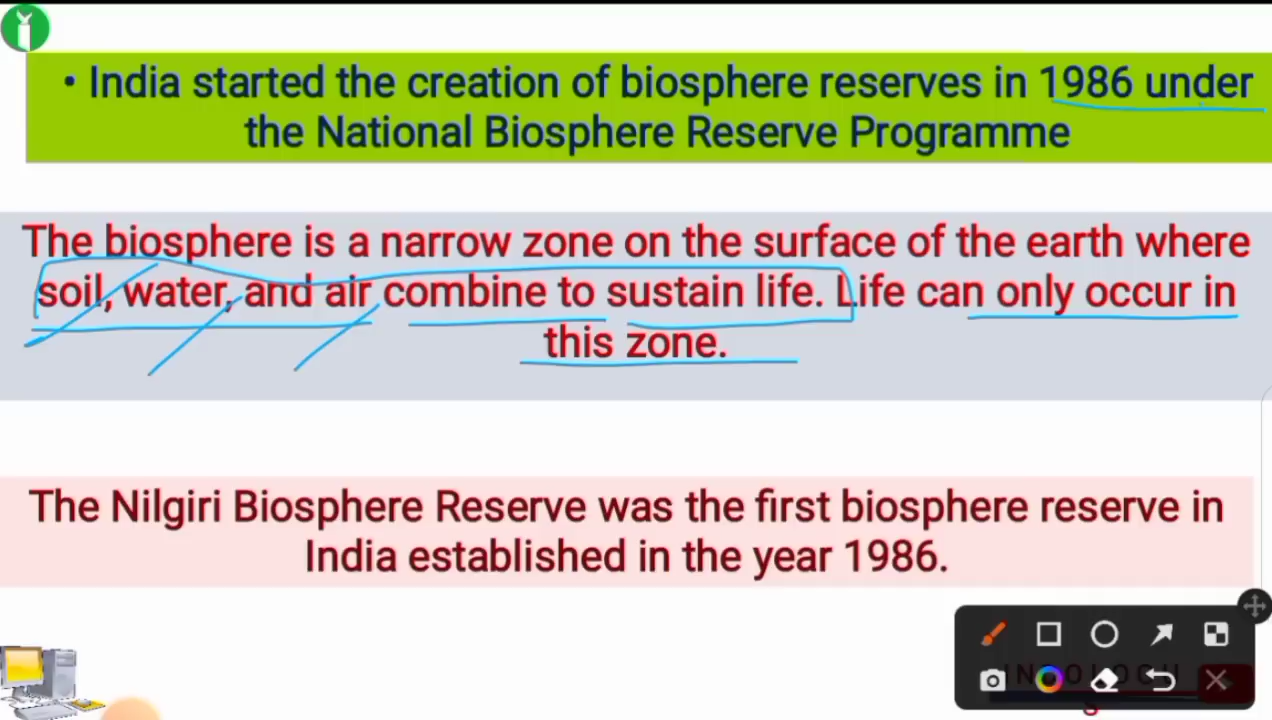 • India started the creation of biosphere reserves in 1986 under
the National Biosphere Reserve Programme
The biosphere is a narrow zone on the surface of the earth where
soil, water, and air combine to sustain life. Life can only occur in
this zone.
The Nilgiri Biosphere Reserve was the first biosphere reserve in
India established in the year 1986.